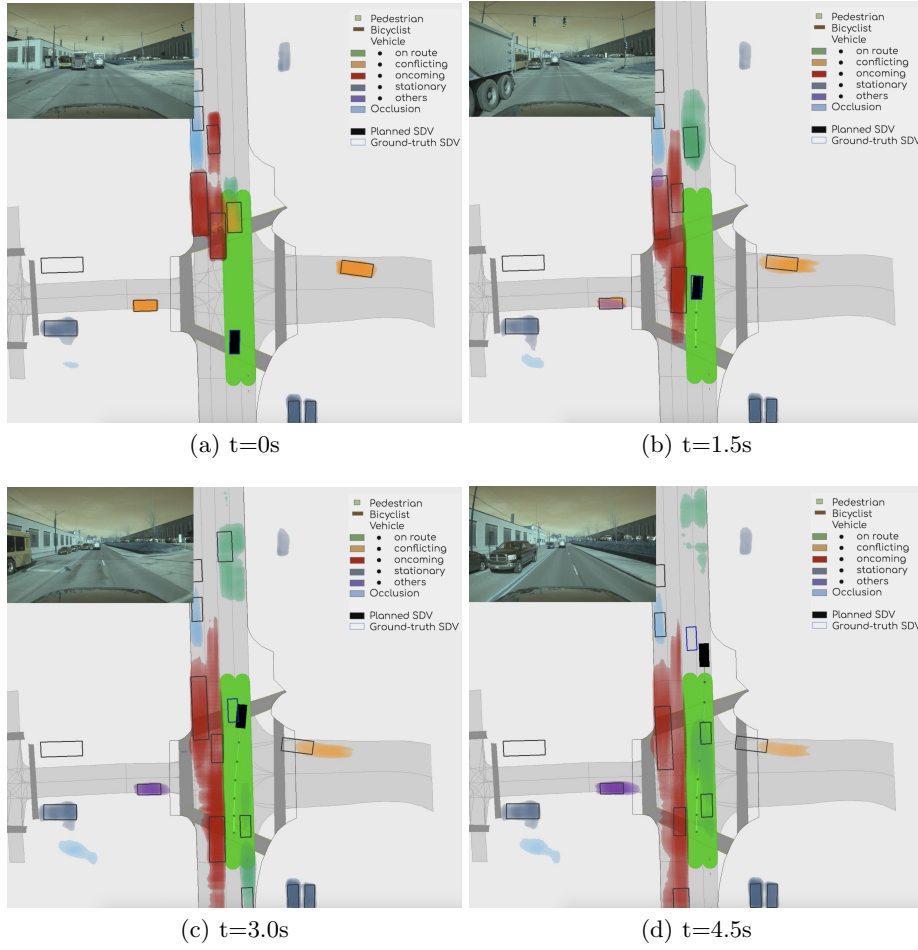 Pedestrian
Bicyclist
Vehicle
• on route
• conflicting
• oncoming
• stationary
• others
Occlusion
Planned SDV
Ground-truth SDV
Pedestrian
Bicyclist
Vehicle
• on route
• conflicting
• oncoming
• stationary
• others
Occlusion
Planned SDV
Ground-truth SDV
(a) t=0s
(b) t=1.5s
Pedestrian
Bicyclist
Vehicle
• on route
• conflicting
• oncoming
• stationary
• others
Occlusion
Planned SDV
Ground-truth SDV
Pedestrian
Bicyclist
Vehicle
• on route
• conflicting
• oncoming
• stationary
• others
Occlusion
Planned SDV
Ground-truth SDV
(c) t=3.0s
(d) t=4.5s